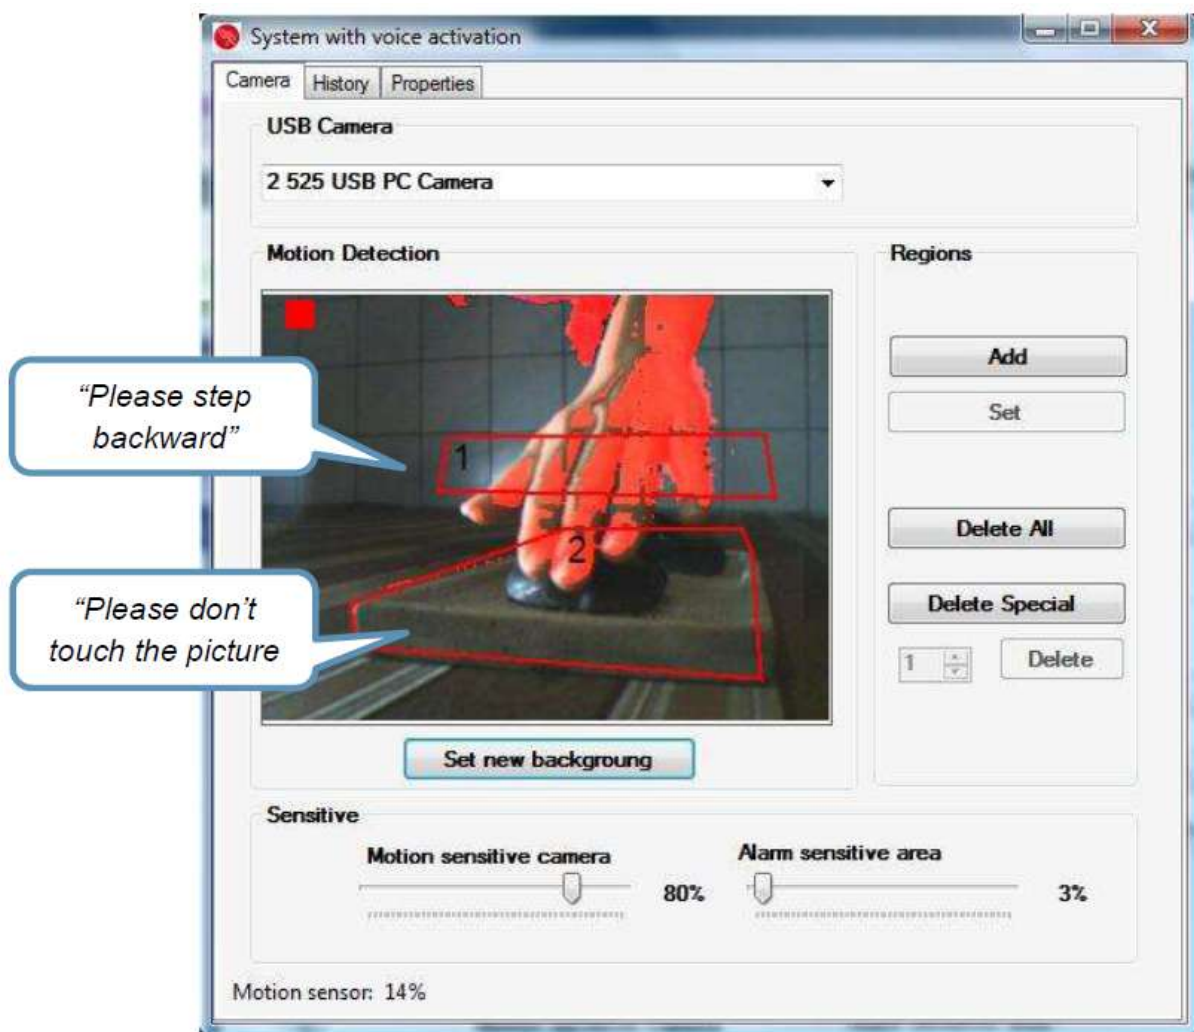 System with voice activation
Camera History Properties
USB Camera
2 525 USB PC Camera
Motion Detection
Regions
1
2
"Please step
backward"
"Please don't
touch the picture
Add
Set
Delete All
Delete Special
1 Delete
Set new backgroung
Sensitive
Motion sensitive camera
80%
Alarm sensitive area
3%
Motion sensor: 14%